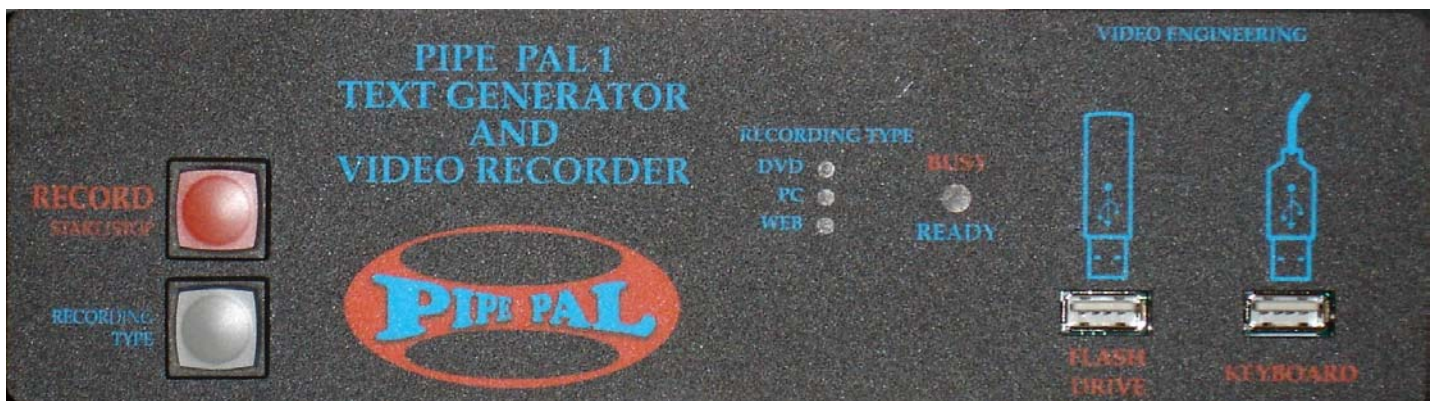 VIDEO ENGINEERING
PIPE PAL 1
TEXT GENERATOR
AND
VIDEO RECORDER
RECORD
START/STOP
RECORDING
TYPE
PIPE PAL
RECORDING TYPE
DVD
PC
WEB
BUSY
READY
FLASH
DRIVE
KEYBOARD